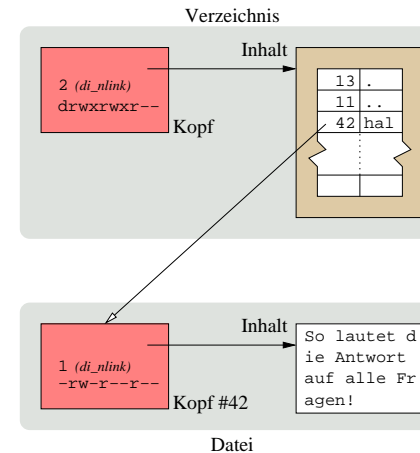 Verzeichnis
Inhalt
2 (di_nlink)
drwxrwxr--
Kopf
13 .
11 ..
42 hal
Inhalt
1 (di_nlink)
-rw-r--r--
Kopf #42
So lautet d
ie Antwort
auf alle Fr
agen!
Datei